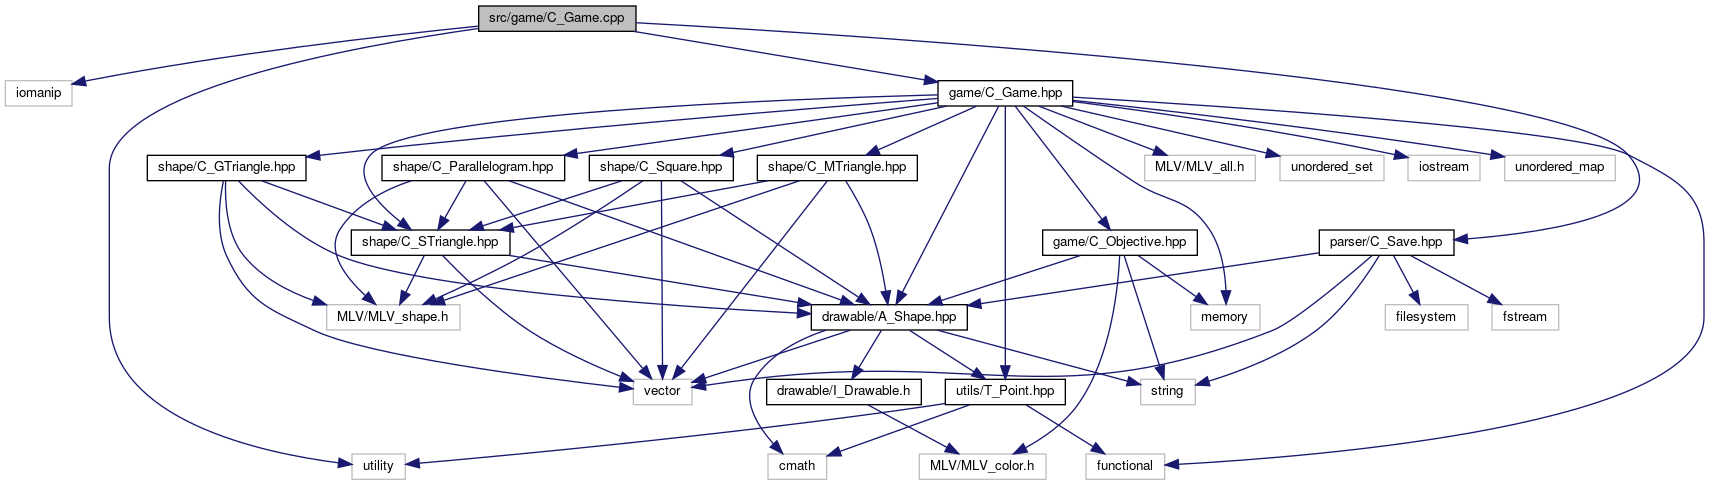 src/game/C_Game.cpp
iomanip
game/C_Game.hpp
shape/C_GTriangle.hpp
shape/C_Parallelogram.hpp
shape/C_Square.hpp
shape/C_MTriangle.hpp
MLV/MLV_all.h
unordered_set
iostream
unordered_map
shape/C_STriangle.hpp
game/C_Objective.hpp
parser/C_Save.hpp
MLV/MLV_shape.h
drawable/A_Shape.hpp
memory
filesystem
fstream
vector
drawable/I_Drawable.h
utils/T_Point.hpp
string
utility
cmath
MLV/MLV_color.h
functional